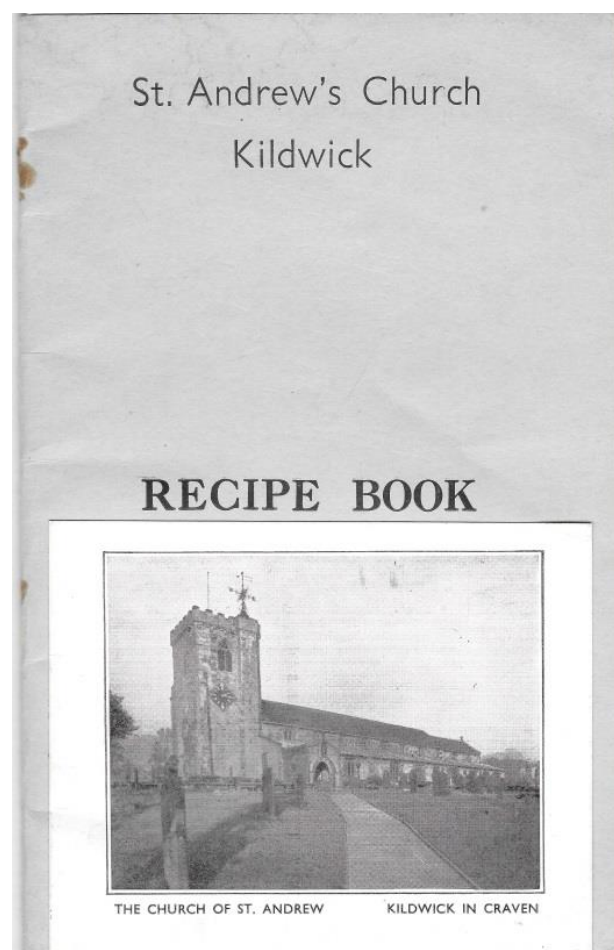 St. Andrew's Church
Kildwick
RECIPE BOOK
THE CHURCH OF ST. ANDREW KILDWICK IN CRAVEN